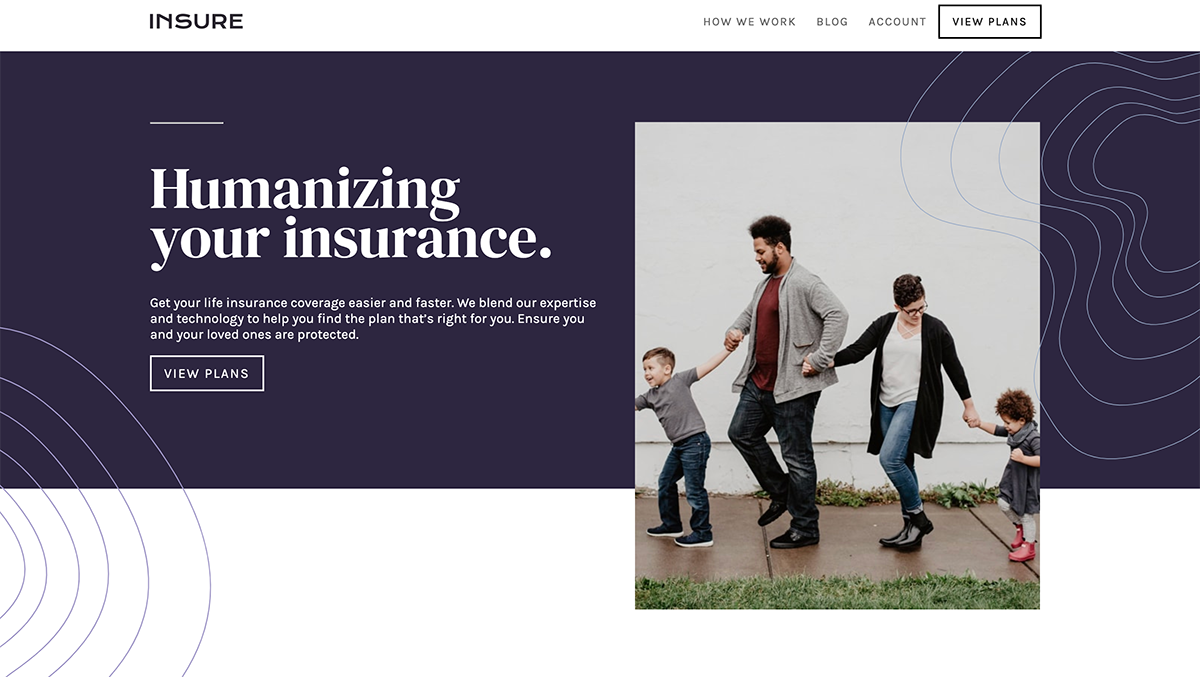 INSURE
HOW WE WORK
BLOG
ACCOUNT
VIEW PLANS
Humanizing
your insurance.
Get your life insurance coverage easier and faster. We blend our expertise
and technology to help you find the plan that’s right for you. Ensure you
and your loved ones are protected.
VIEW PLANS